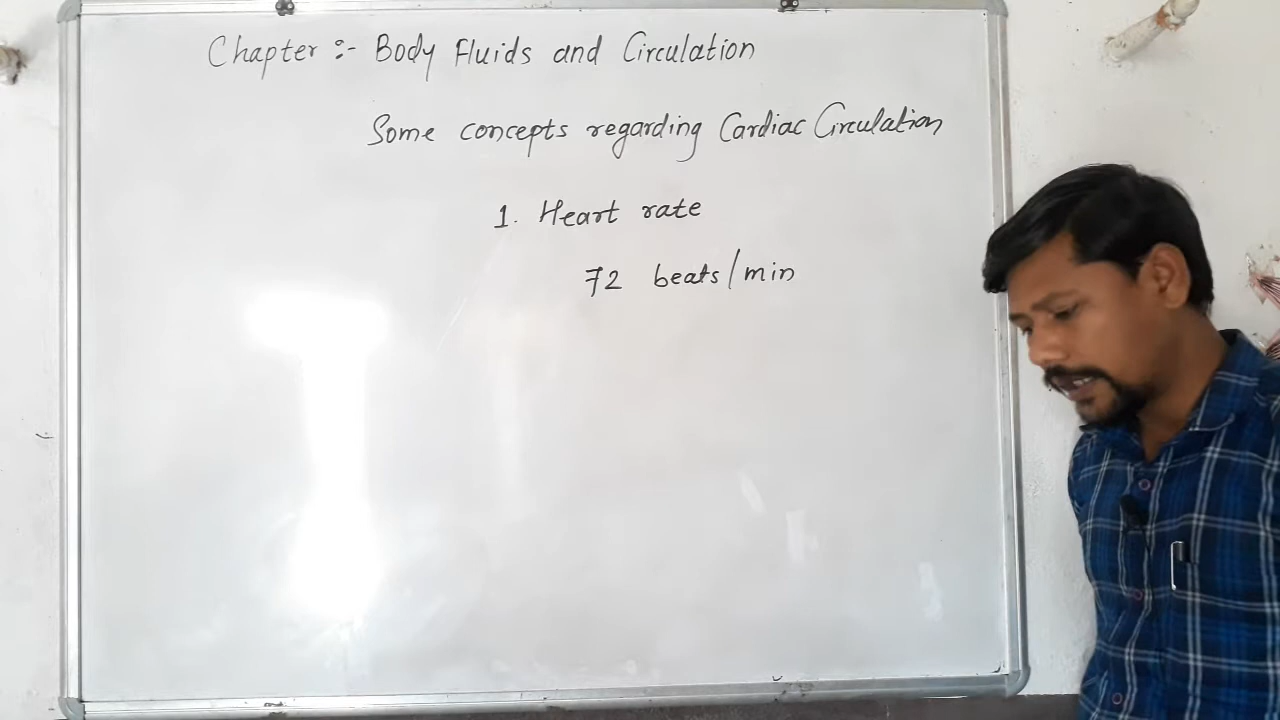 Chapter :- Body Fluids and Circulation
Some concepts regarding Cardiac Circulation
1. Heart rate
72 beats/min